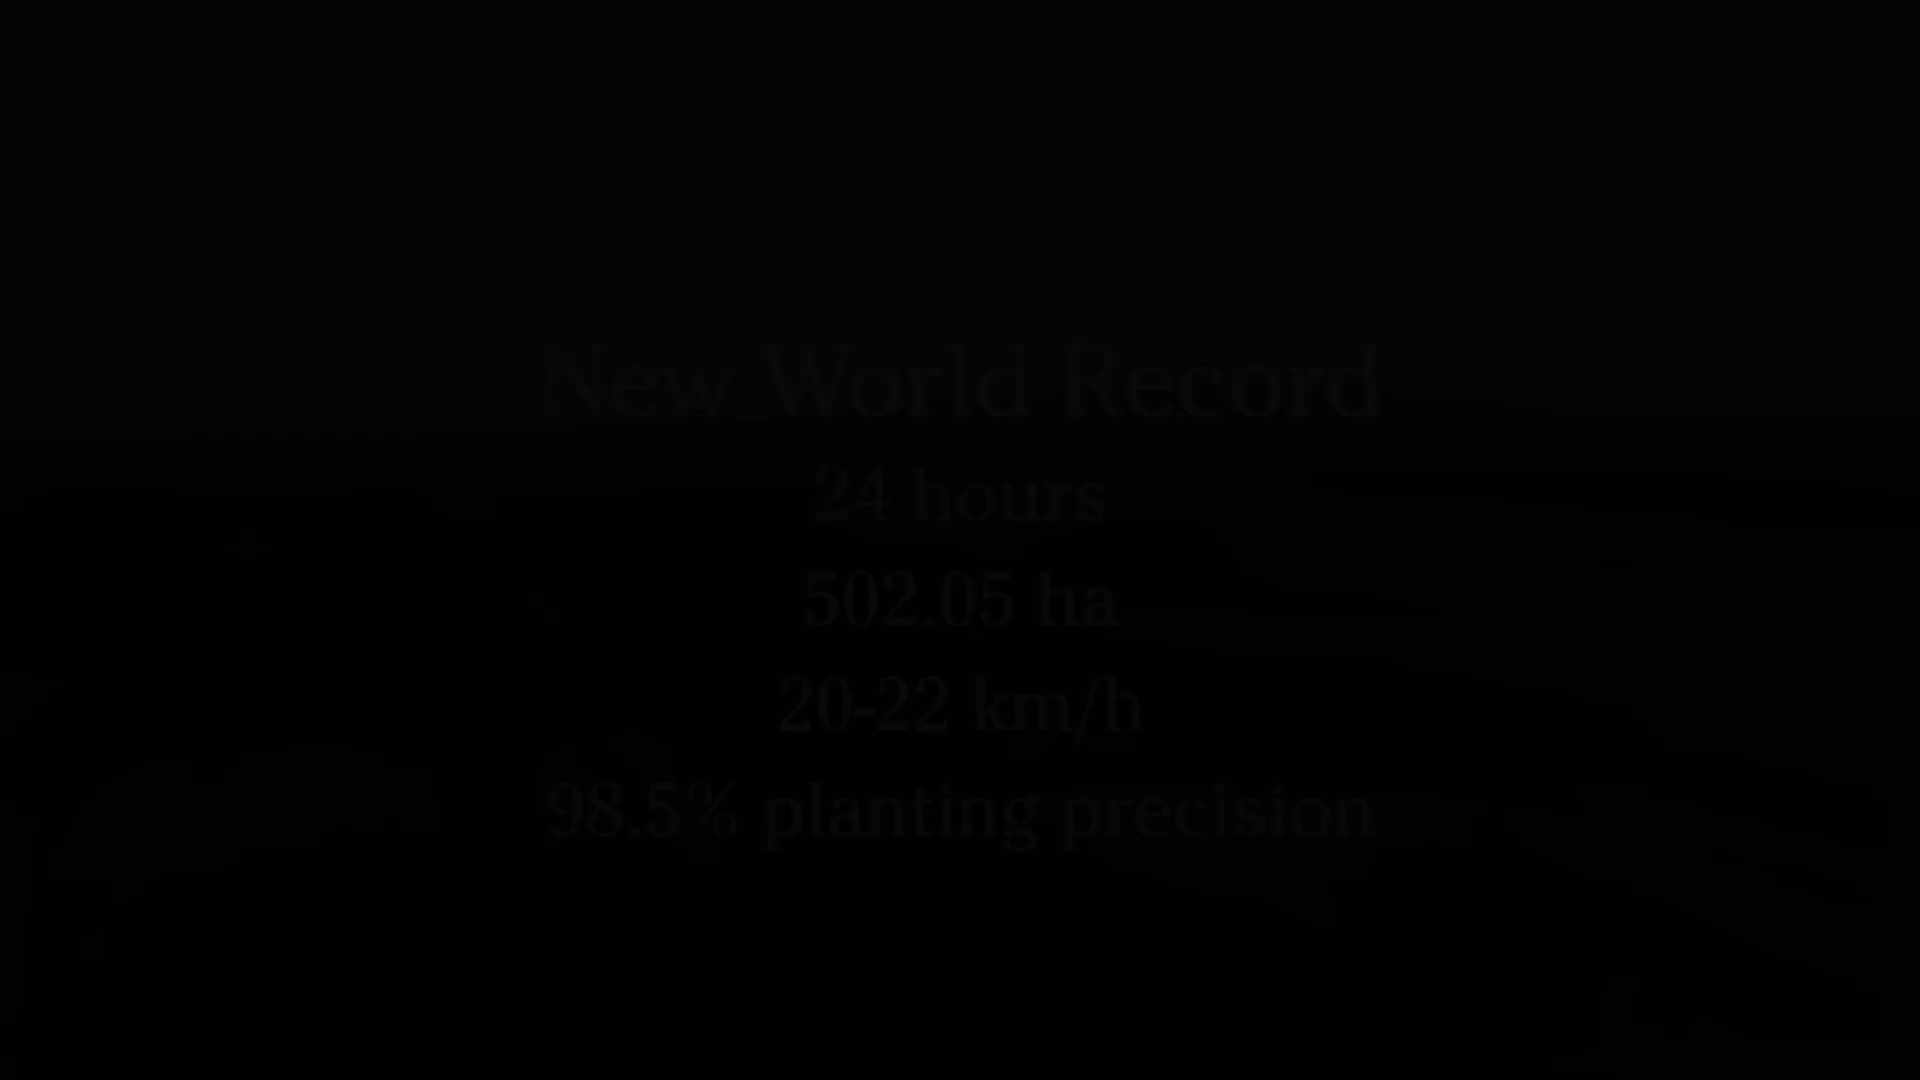 New World Record
24 hours
502.05 ha
20-22 km/h
98.5% planting precision